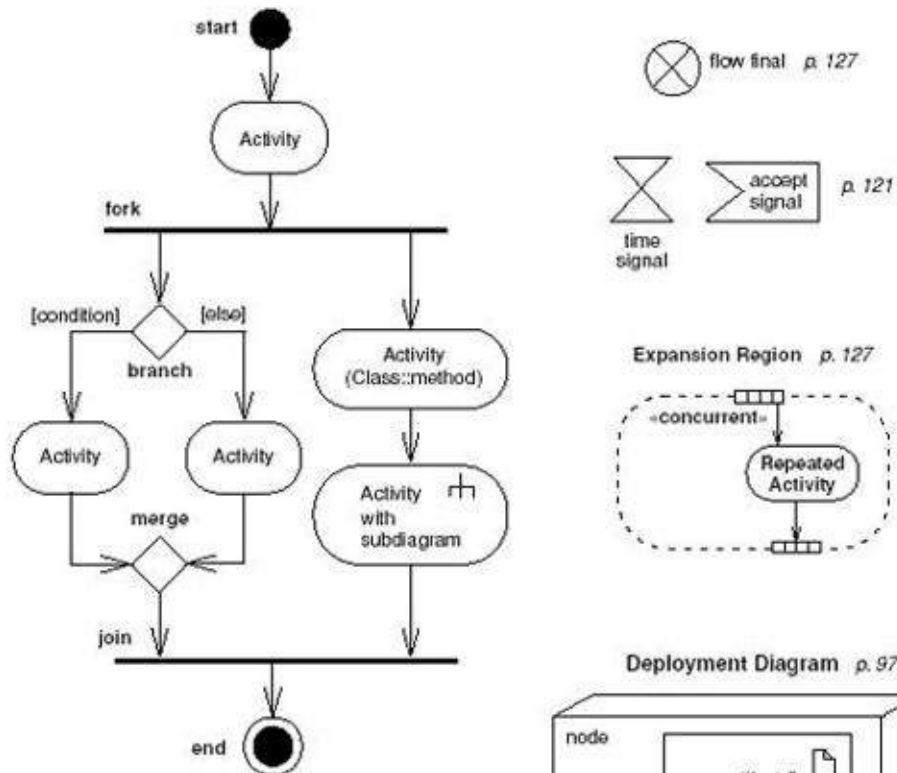 start
Activity
fork
[condition]
[else]
branch
Activity
(Class::method)
Activity
Activity
Activity
with
subdiagram
merge
join
end
flow final p. 127
accept
signal
p. 121
time
signal
Expansion Region p. 127
«concurrent»
Repeated
Activity
Deployment Diagram p. 97
node